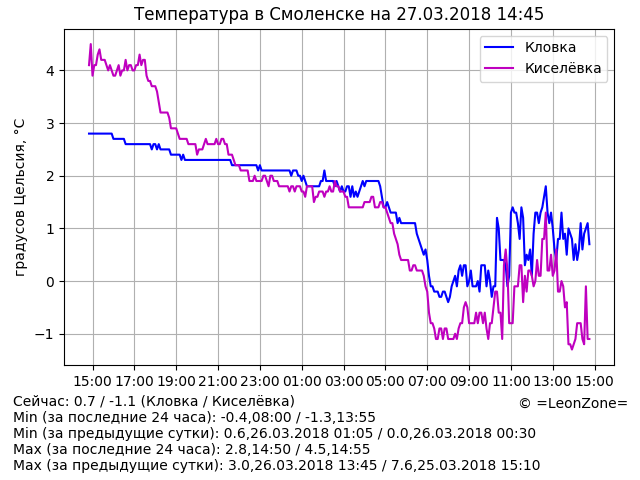 Температура в Смоленске на 27.03.2018 14:45
Кловка
Киселёвка
градусов Цельсия, °C
4
3
2
1
0
−1
15:00 17:00 19:00 21:00 23:00 01:00 03:00 05:00 07:00 09:00 11:00 13:00 15:00
Сейчас: 0.7 / -1.1 (Кловка / Киселёвка)
© =LeonZone=
Min (за последние 24 часа): -0.4,08:00 / -1.3,13:55
Min (за предыдущие сутки): 0.6,26.03.2018 01:05 / 0.0,26.03.2018 00:30
Max (за последние 24 часа): 2.8,14:50 / 4.5,14:55
Max (за предыдущие сутки): 3.0,26.03.2018 13:45 / 7.6,25.03.2018 15:10